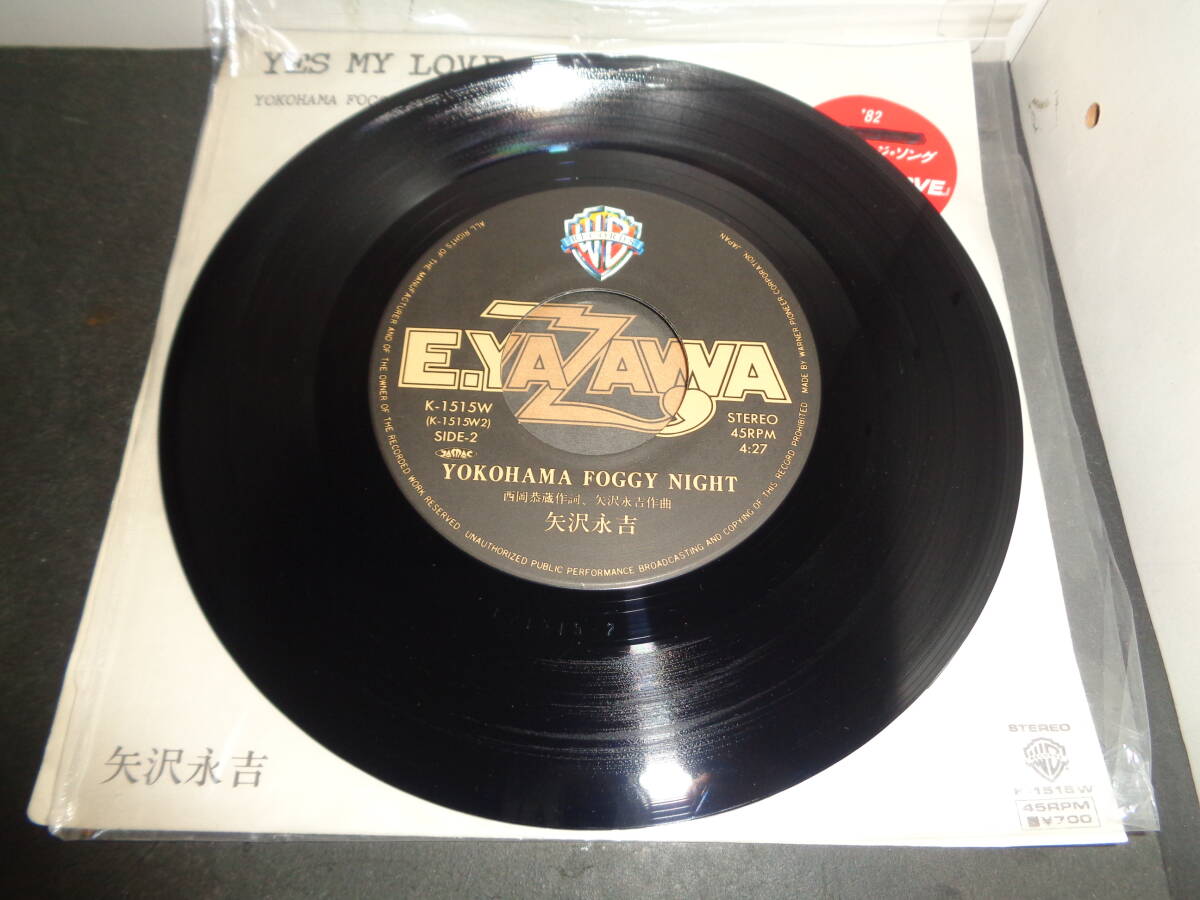 YES MY LOVE
YOKOHAMA FOGG
'82
ジ・ソング
OVE』
ALL RIGHTS OF THE MANUFACTURER AND OF THE OWNER OF THE RECORDED WORK RESERVED. UNAUTHORIZED PUBLIC PERFORMANCE BROADCASTING AND COPYING OF THIS RECORD PROHIBITED MADE BY WARNER-PIONEER CORPORATION, JAPAN
E.YAZAWA
K-1515W
(K-1515W2)
SIDE-2
STEREO
45RPM
4:27
YOKOHAMA FOGGY NIGHT
西岡恭蔵作詞、矢沢永吉作曲
矢沢永吉
矢沢永吉
STEREO
K-1515W
45RPM
¥700